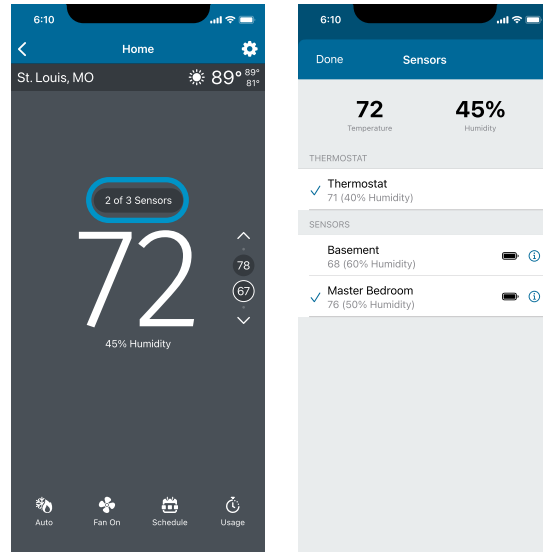 6:10
Home
St. Louis, MO
89° 89° 81°
2 of 3 Sensors
72
78
67
45% Humidity
Auto Fan On Schedule Usage
6:10
Done Sensors
72 45%
Temperature Humidity
THERMOSTAT
Thermostat
71 (40% Humidity)
SENSORS
Basement
68 (60% Humidity)
Master Bedroom
76 (50% Humidity)